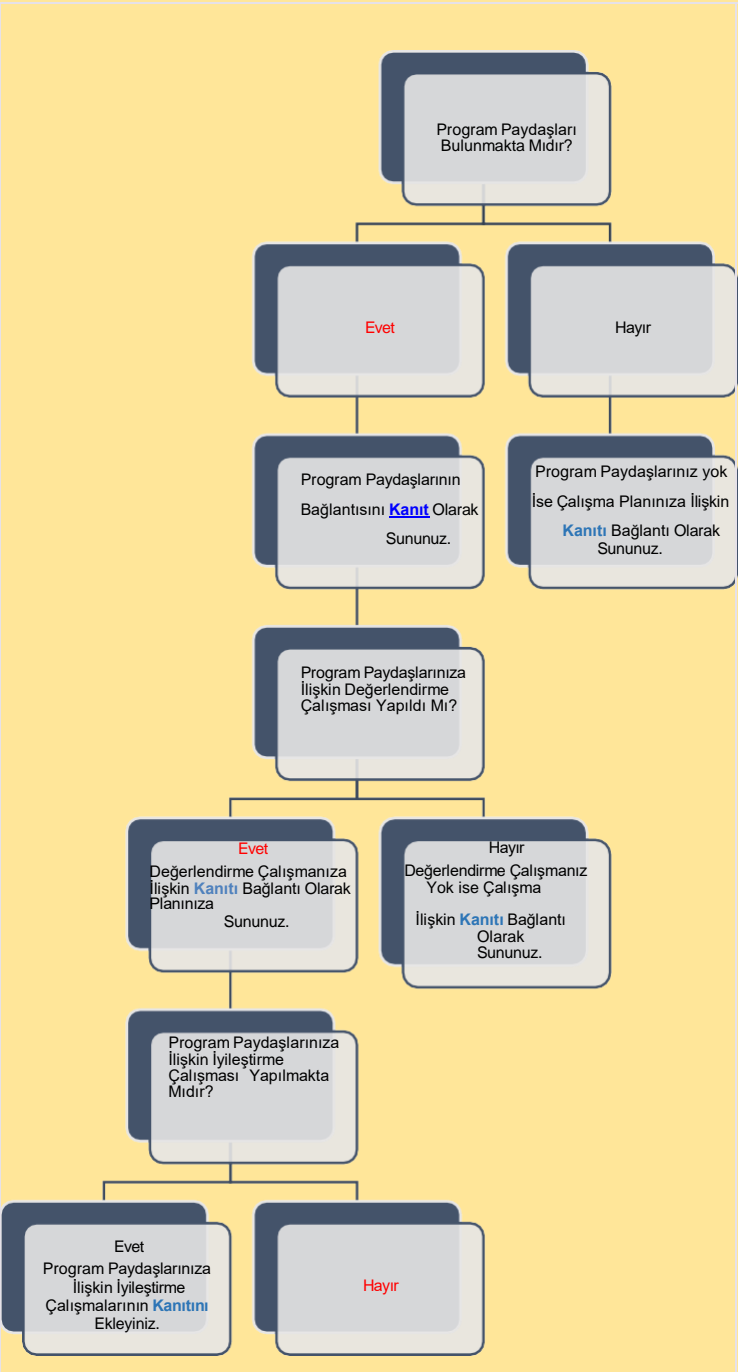 Program Paydaşları
Bulunmakta Mıdır?
Evet
Hayır
Program Paydaşlarının
Bağlantısını Kanıt Olarak
Sununuz.
Program Paydaşlarınız yok
İse Çalışma Planınıza İlişkin
Kanıtı Bağlantı Olarak
Sununuz.
Program Paydaşlarınıza
İlişkin Değerlendirme
Çalışması Yapıldı Mı?
Evet
Değerlendirme Çalışmanıza
İlişkin Kanıtı Bağlantı Olarak
Planınıza
Sununuz.
Hayır
Değerlendirme Çalışmanız
Yok ise Çalışma
İlişkin Kanıtı Bağlantı
Olarak
Sununuz.
Program Paydaşlarınıza
İlişkin İyileştirme
Çalışması Yapılmakta
Mıdır?
Evet
Program Paydaşlarınıza
İlişkin İyileştirme
Çalışmalarının Kanıtını
Ekleyiniz.
Hayır